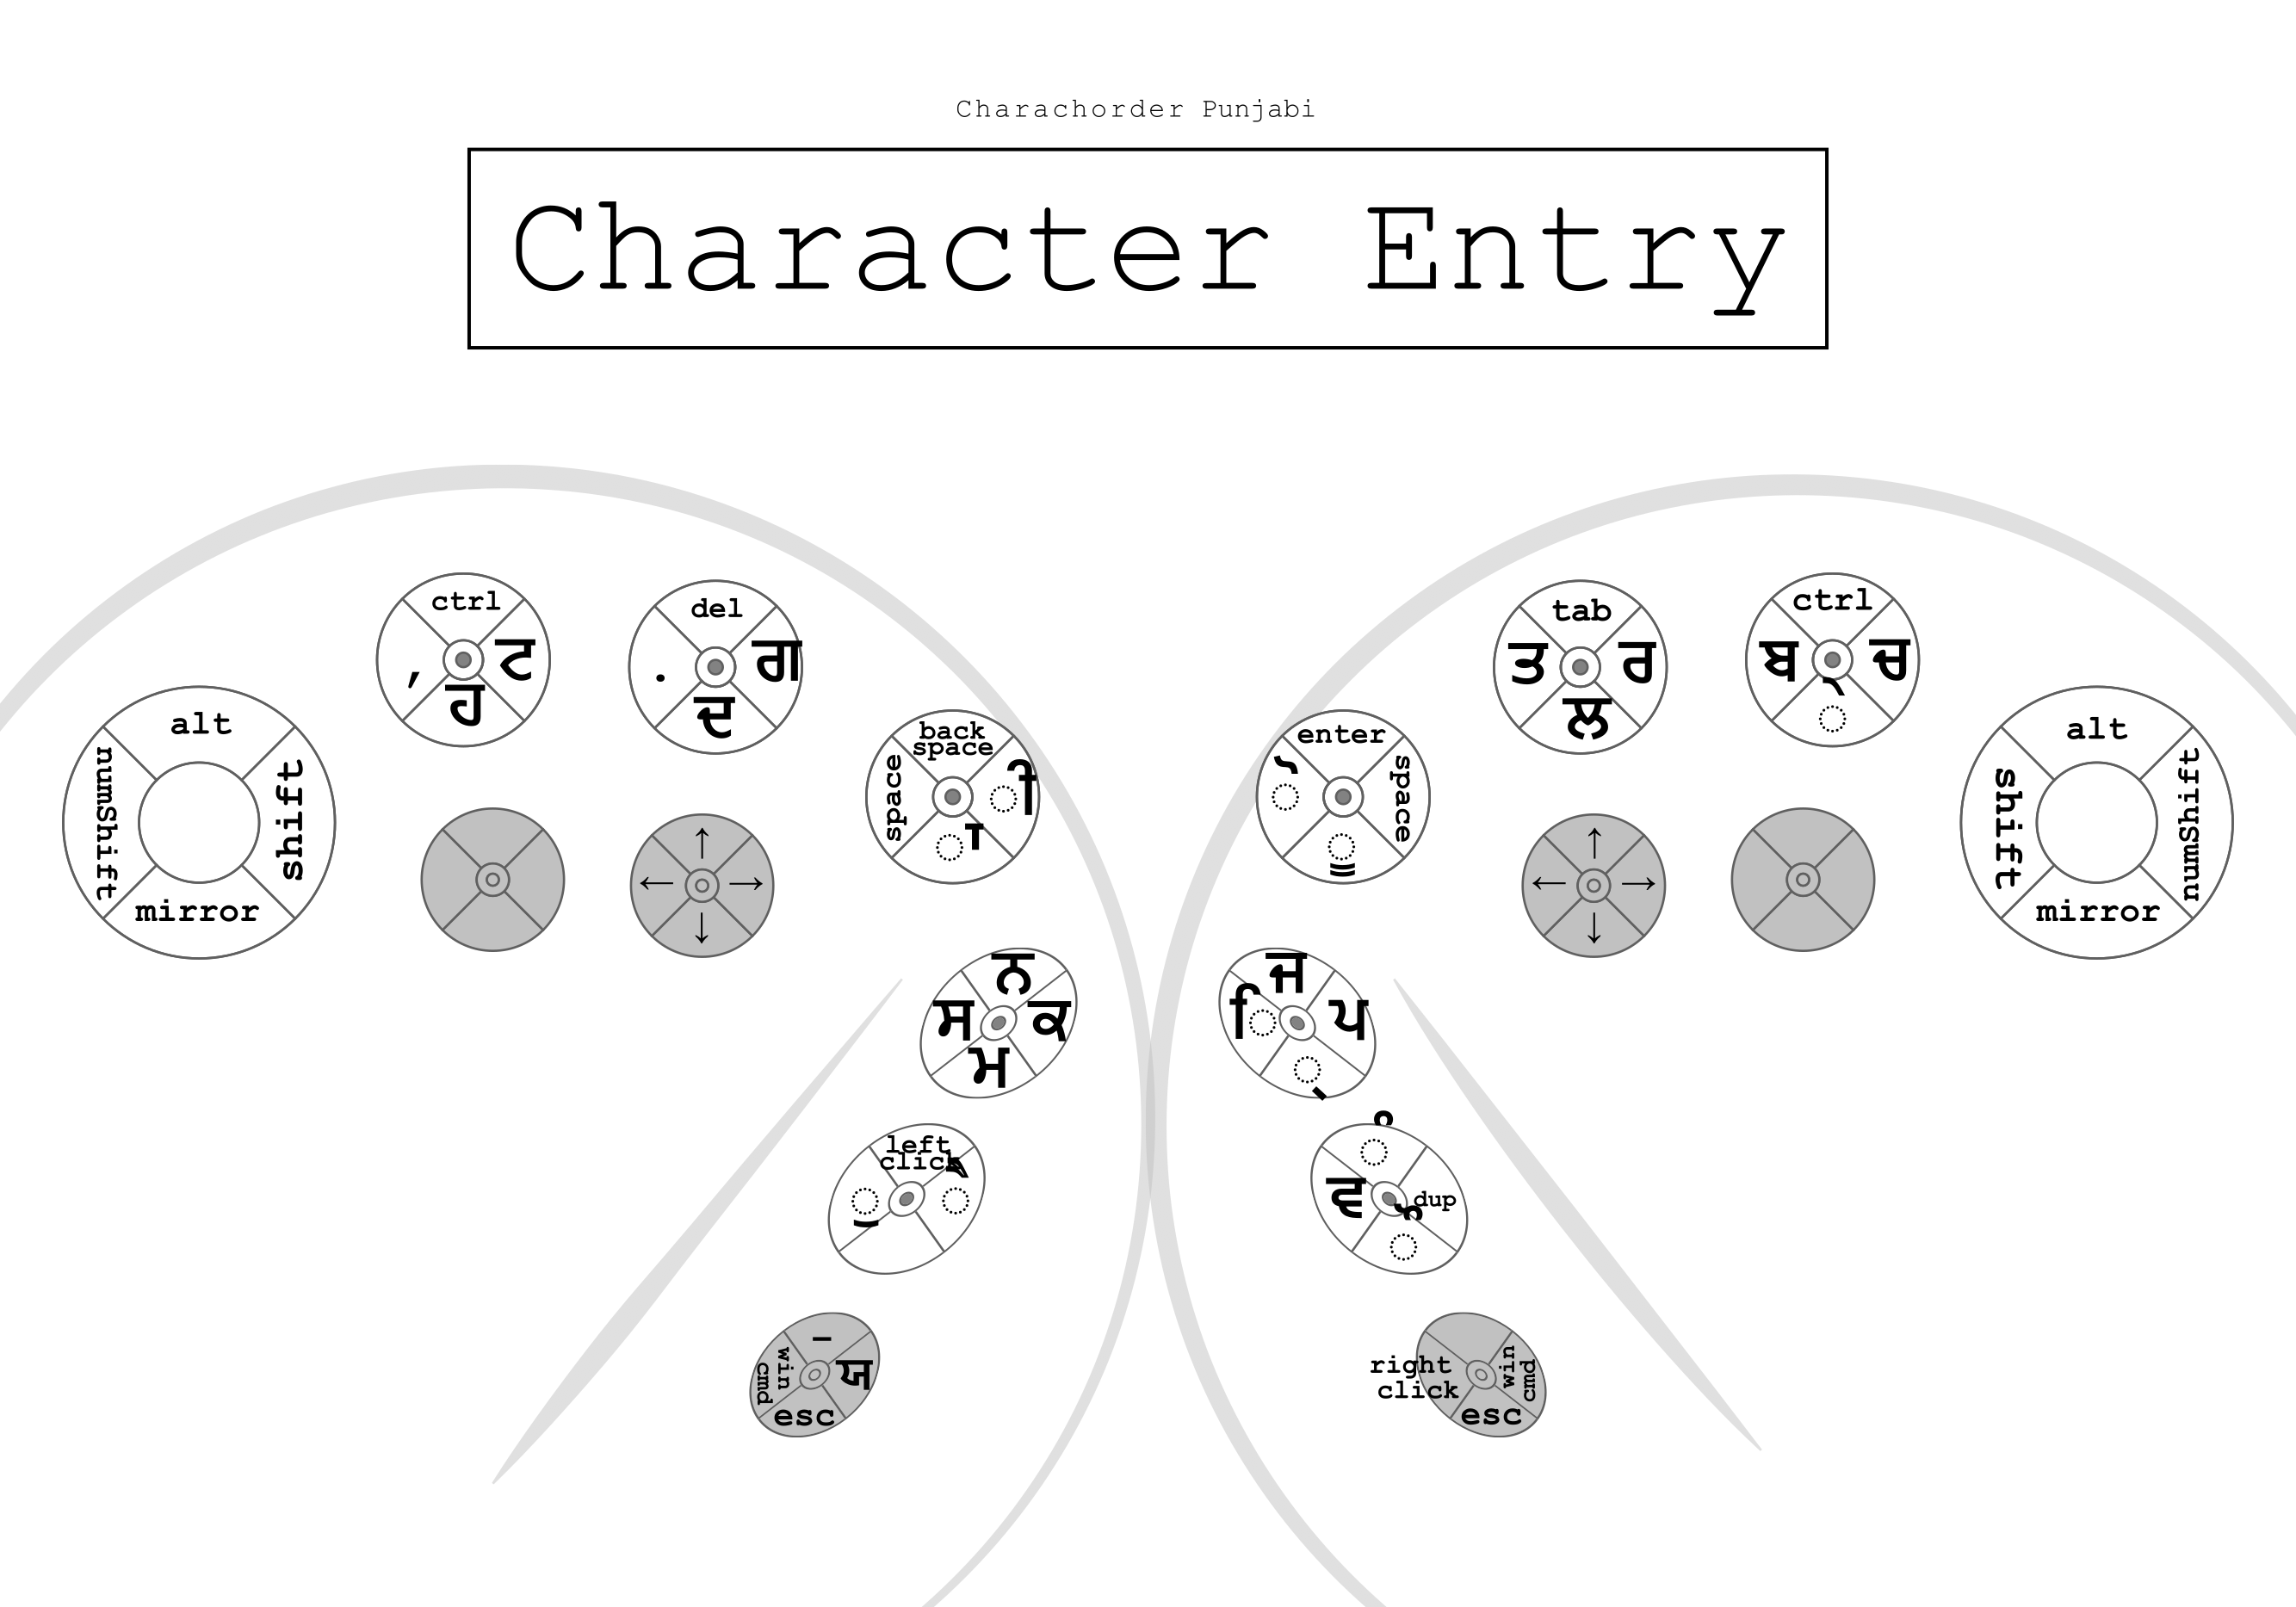 Charachorder Punjabi
Character Entry
ctrl
, ਟ
ਹ
del
. ਗ
ਦ
tab
ਤ ਰ
ਲ
ctrl
ਬ ਚ
◌ੇ
alt
numShift shift
mirror
back
space
space ◌ੀ
◌ਾ
enter
◌ੋ space
◌ੂ
alt
shift numShift
mirror
↑
← →
↓
↑
← →
↓
ਨ
ਸ ਕ
ਮ
ਜ
ਿ◌ ਪ
◌੍
left
click
◌ੁ ◌ੈ
◌ੰ
ਵ dup
◌ੌ
–
win
cmd ਯ
esc
right
click
win
cmd
esc